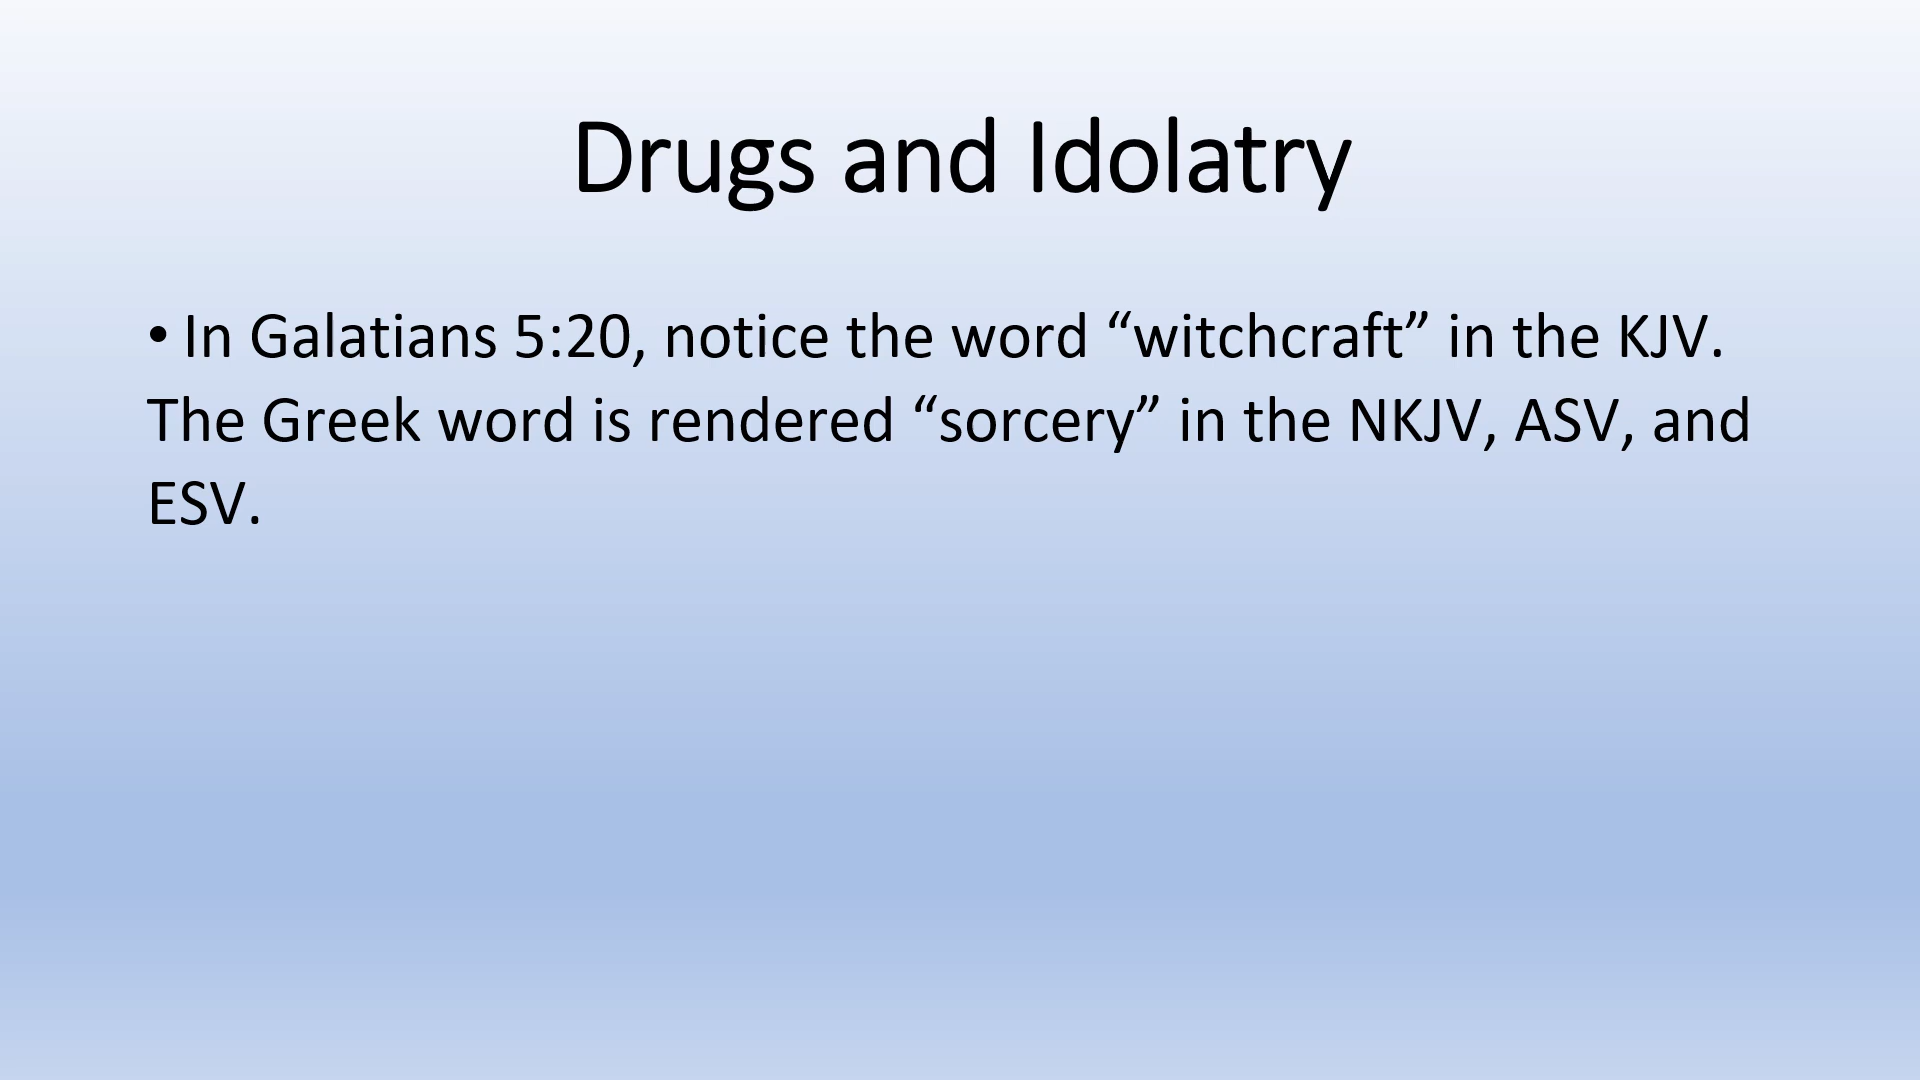 Drugs and Idolatry
• In Galatians 5:20, notice the word “witchcraft” in the KJV.
The Greek word is rendered “sorcery” in the NKJV, ASV, and
ESV.